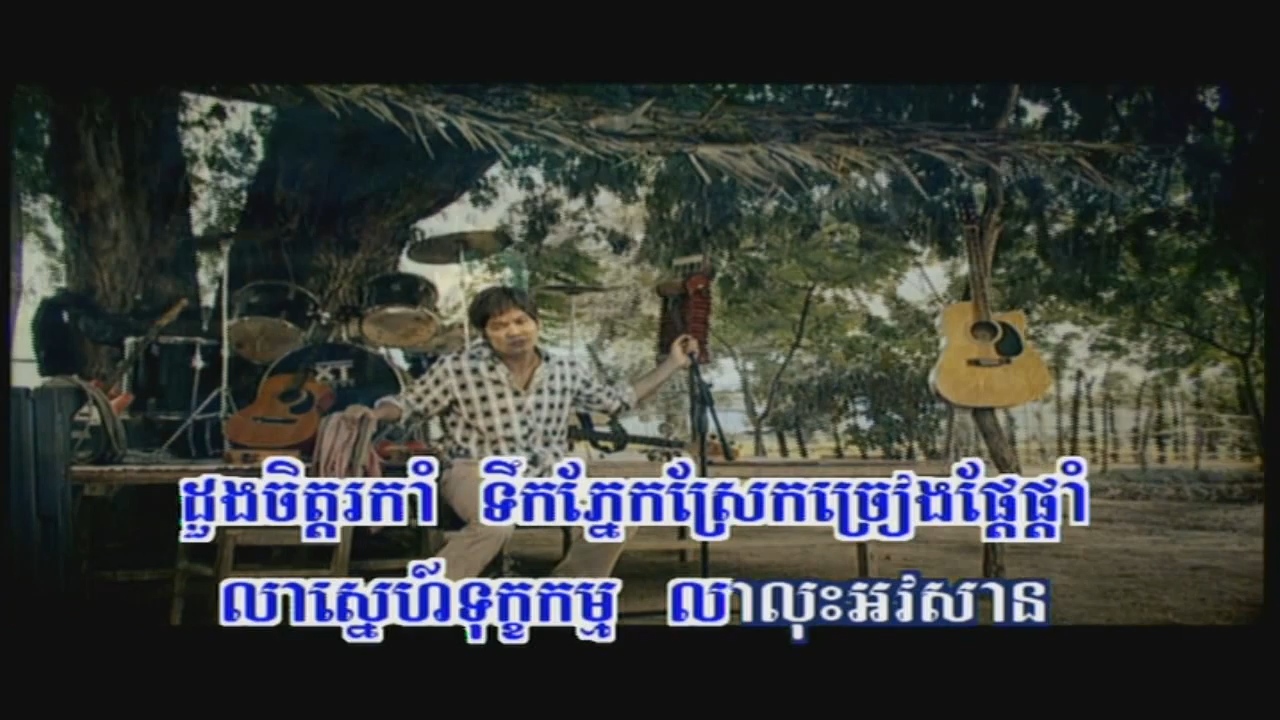 ដួងចិត្តរកាំ ទឹកភ្នែកស្រែកច្រៀងផ្ដែផ្ដាំ
លាស្នេហ៍ទុក្ខកម្ម លាលុះអវសាន